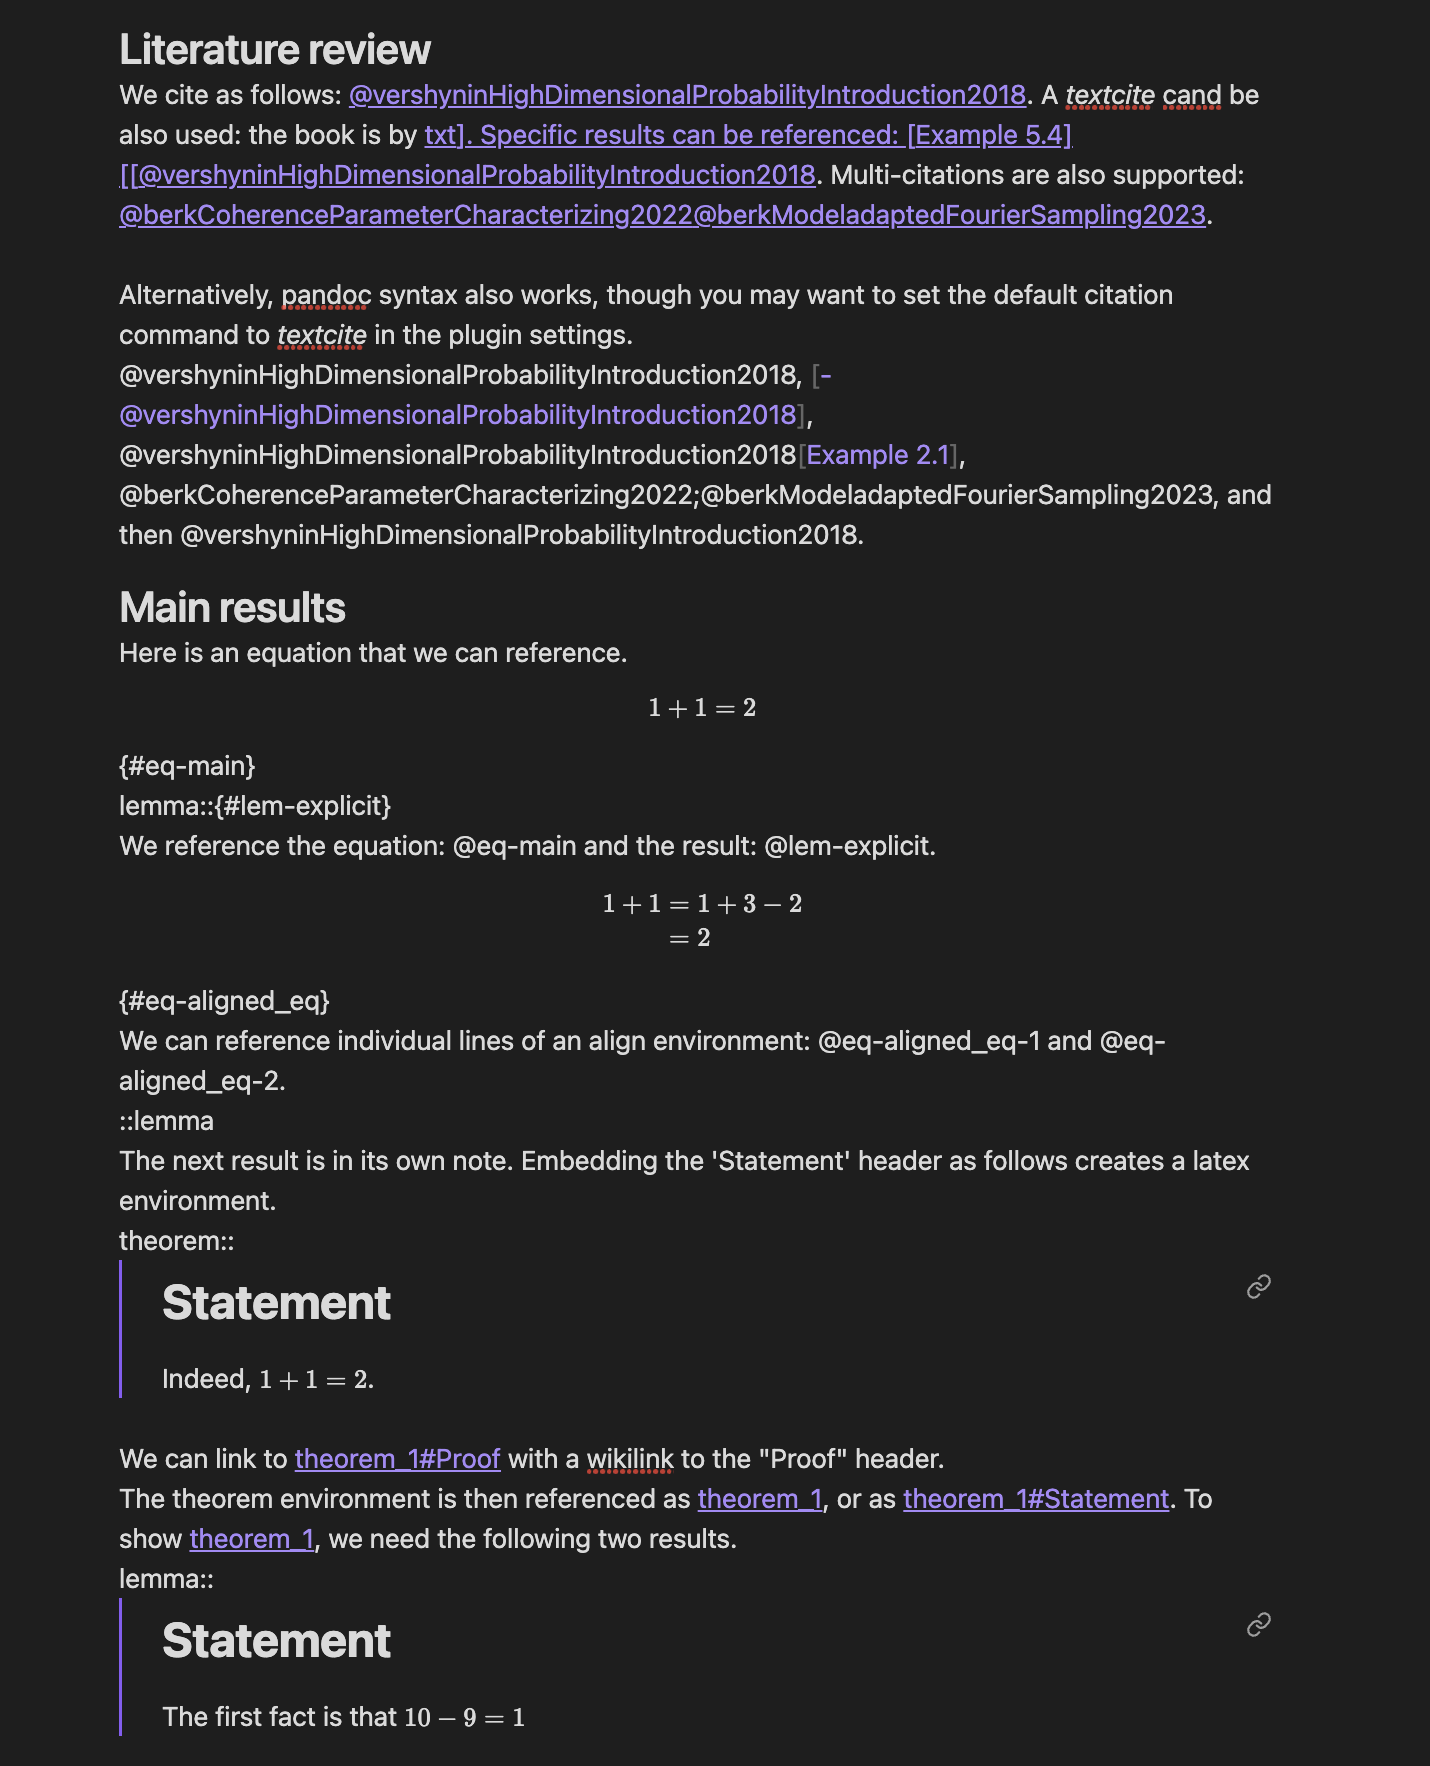 Literature review
We cite as follows: @vershyninHighDimensionalProbabilityIntroduction2018. A textcite cand be
also used: the book is by txt]. Specific results can be referenced: [Example 5.4]
[[@vershyninHighDimensionalProbabilityIntroduction2018. Multi-citations are also supported:
@berkCoherenceParameterCharacterizing2022@berkModeladaptedFourierSampling2023.
Alternatively, pandoc syntax also works, though you may want to set the default citation
command to textcite in the plugin settings.
@vershyninHighDimensionalProbabilityIntroduction2018, [-
@vershyninHighDimensionalProbabilityIntroduction2018],
@vershyninHighDimensionalProbabilityIntroduction2018[Example 2.1],
@berkCoherenceParameterCharacterizing2022;@berkModeladaptedFourierSampling2023, and
then @vershyninHighDimensionalProbabilityIntroduction2018.
Main results
Here is an equation that we can reference.
1 + 1 = 2
{#eq-main}
lemma::{#lem-explicit}
We reference the equation: @eq-main and the result: @lem-explicit.
1 + 1 = 1 + 3 − 2
= 2
{#eq-aligned_eq}
We can reference individual lines of an align environment: @eq-aligned_eq-1 and @eq-
aligned_eq-2.
::lemma
The next result is in its own note. Embedding the 'Statement' header as follows creates a latex
environment.
theorem::
Statement
Indeed, 1 + 1 = 2.
We can link to theorem_1#Proof with a wikilink to the "Proof" header.
The theorem environment is then referenced as theorem_1, or as theorem_1#Statement. To
show theorem_1, we need the following two results.
lemma::
Statement
The first fact is that 10 − 9 = 1